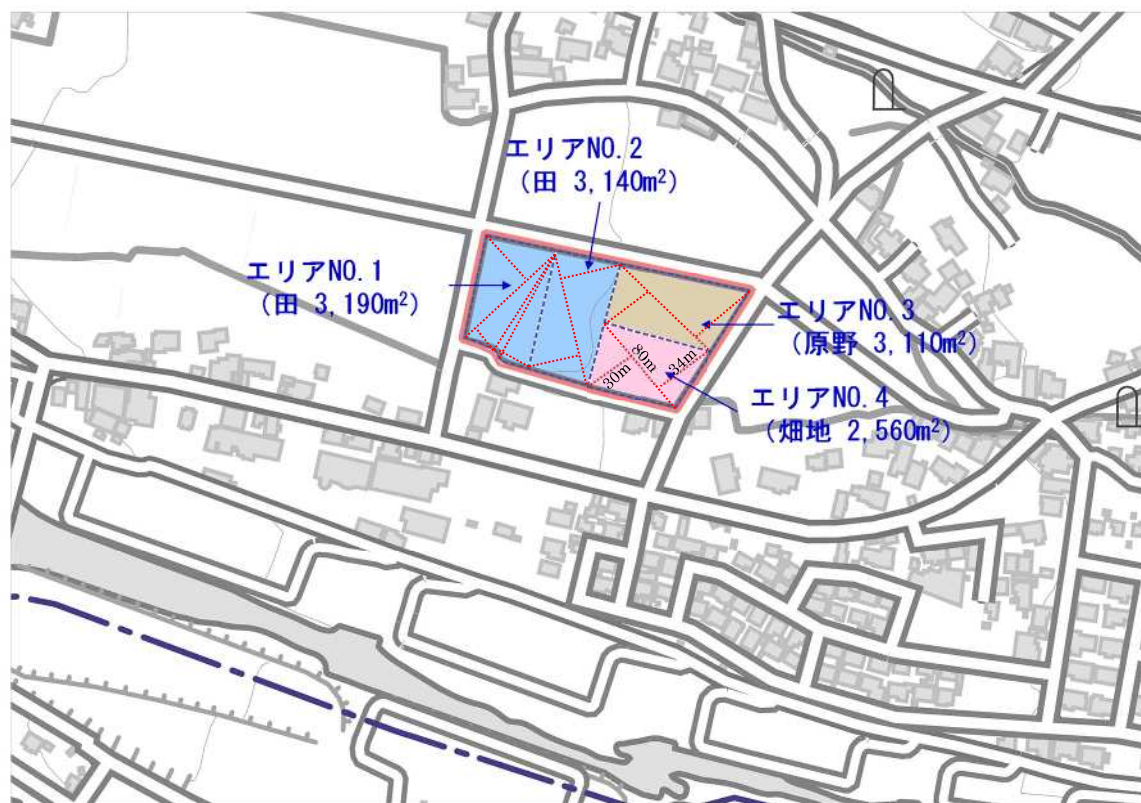 エリアNO.2
(田 3,140m²)
エリアNO.1
(田 3,190m²)
エリアNO.3
(原野 3,110m²)
30m
80m
34m
エリアNO.4
(畑地 2,560m²)